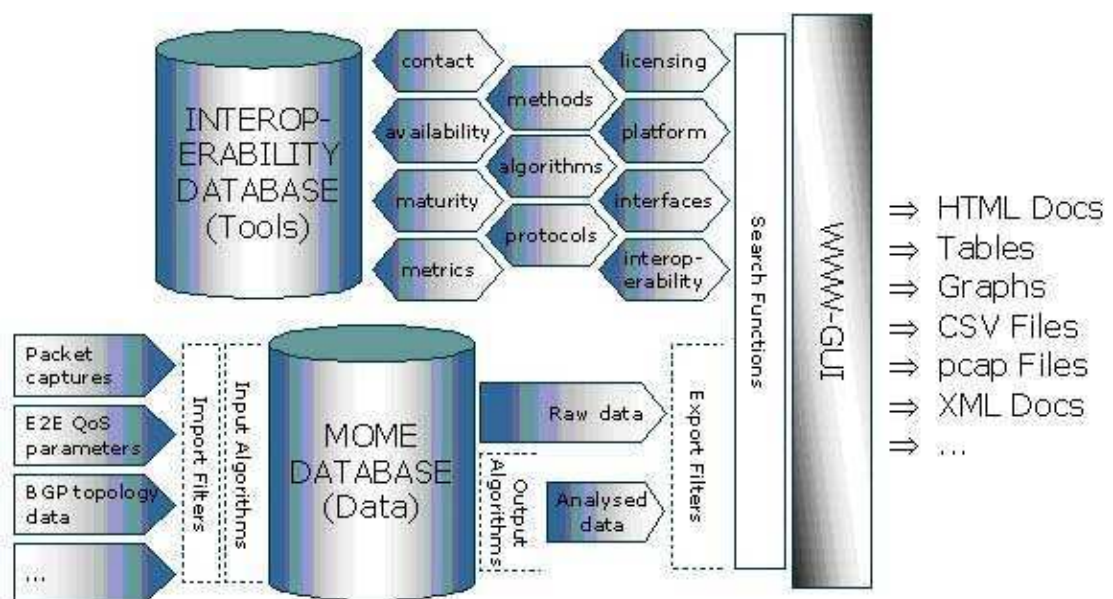 INTEROP-
ERABILITY
DATABASE
(Tools)
contact
availability
maturity
metrics
methods
algorithms
protocols
licensing
platform
interfaces
interop-
erability
Search Functions
WWW-GUI
⇒ HTML Docs
⇒ Tables
⇒ Graphs
⇒ CSV Files
⇒ pcap Files
⇒ XML Docs
⇒ ...
Packet
captures
E2E QoS
parameters
BGP topology
data
...
Import Filters
Input Algorithms
MOME
DATABASE
(Data)
Raw data
Output
Algorithms
Analysed
data
Export Filters